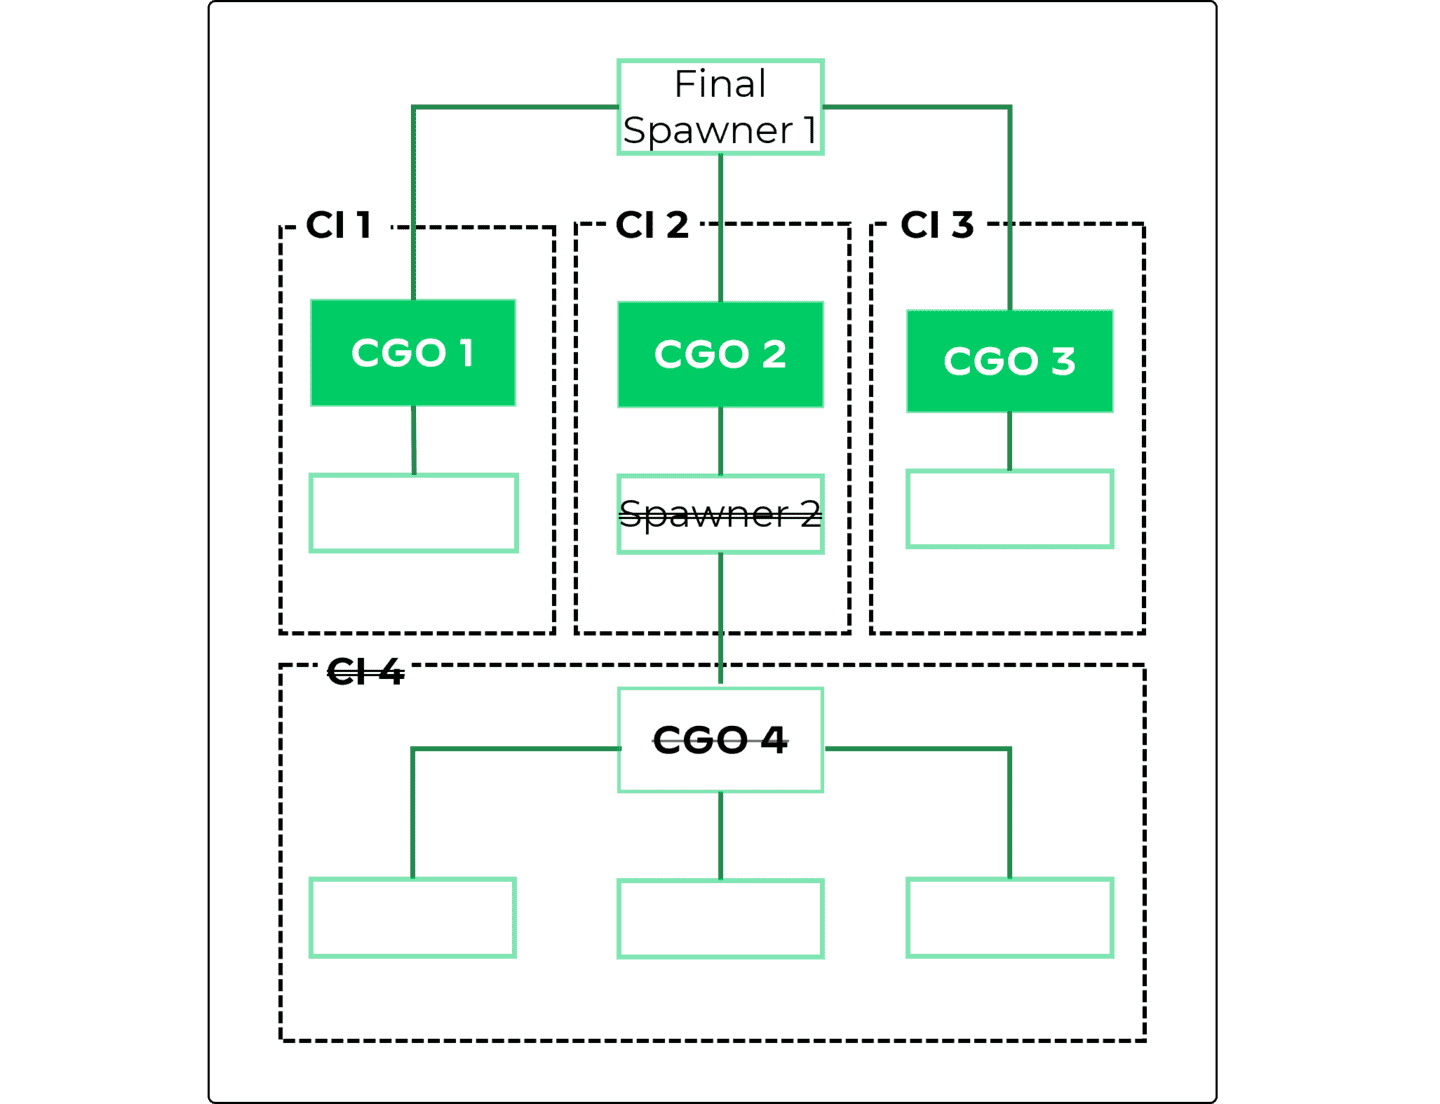 Final
Spawner 1
CI 1
CI 2
CI 3
CGO 1
CGO 2
CGO 3
Spawner 2
CI 4
CGO 4